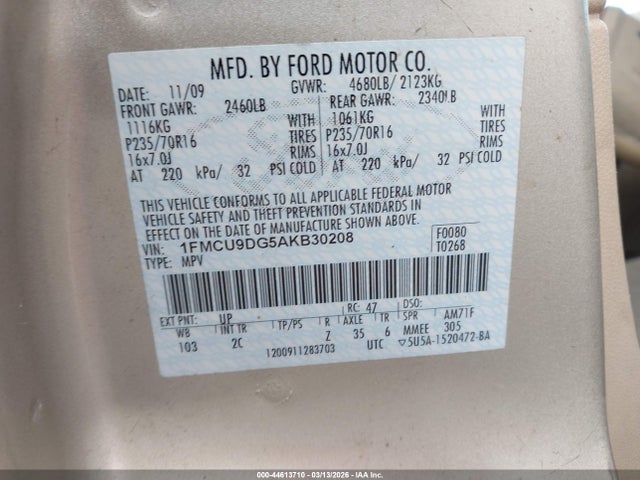 MFD. BY FORD MOTOR CO.
DATE: 11/09 GVWR: 4680LB/ 2123KG
FRONT GAWR: 2460LB REAR GAWR: 2340LB
1116KG WITH 1061KG WITH
P235/70R16 TIRES P235/70R16 TIRES
16x7.0J RIMS 16x7.0J RIMS
AT 220 kPa/ 32 PSI COLD AT 220 kPa/ 32 PSI COLD
THIS VEHICLE CONFORMS TO ALL APPLICABLE FEDERAL MOTOR
VEHICLE SAFETY AND THEFT PREVENTION STANDARDS IN
EFFECT ON THE DATE OF MANUFACTURE SHOWN ABOVE.
VIN: 1FMCU9DG5AKB30208 F0080
TYPE: MPV T0268
EXT PNT: UP RC: 47 DSO:
WB INT TR TP/PS R AXLE TR SPR AM71F
103 2C Z 35 6 MMEE 305
1200911283703 UTC ▽5U5A-1520472-BA
000-44613710 - 03/13/2026 - IAAI.COM